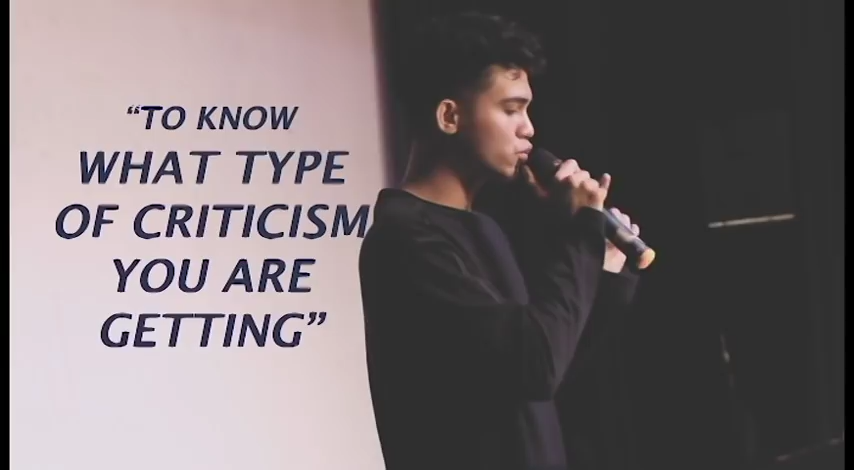 “TO KNOW
WHAT TYPE
OF CRITICISM
YOU ARE
GETTING”